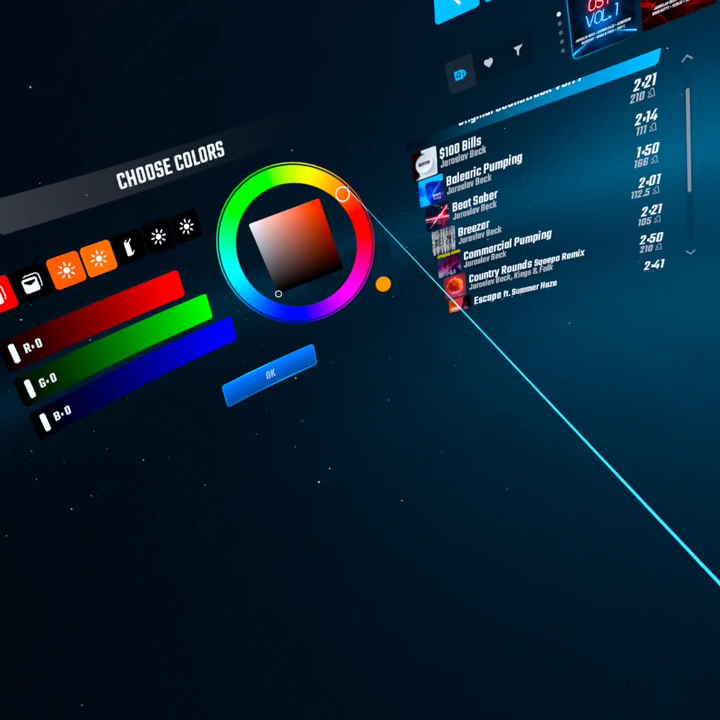 OST
VOL. 1
2:21
210
CHOOSE COLORS
$100 Bills
Jaroslav Beck
2:14
111
Balearic Pumping
Jaroslav Beck
1:50
166
Beat Saber
Jaroslav Beck
2:01
112.5
Breezer
Jaroslav Beck
2:21
105
Commercial Pumping
Jaroslav Beck
2:50
210
Country Rounds Sqeepo Remix
Jaroslav Beck, Kings & Folk
2:41
Escape ft. Summer Haze
R:0
G:0
B:0
OK